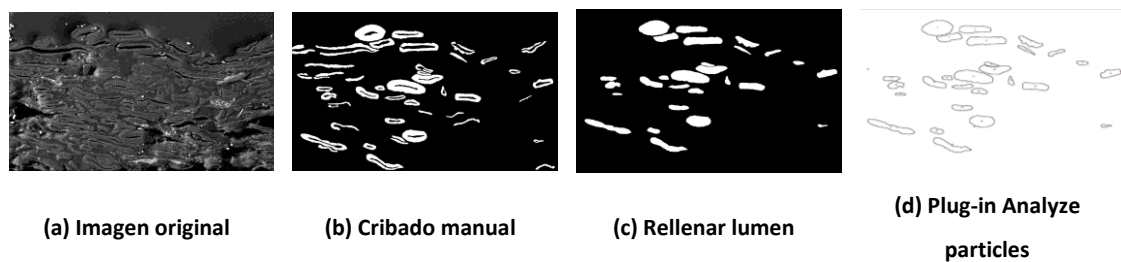 (a) Imagen original
(b) Cribado manual
(c) Rellenar lumen
(d) Plug-in Analyze
particles